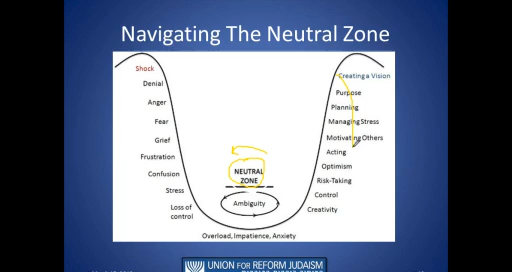 Navigating The Neutral Zone
Shock
Denial
Anger
Fear
Grief
Frustration
Confusion
Stress
Loss of
control
NEUTRAL
ZONE
Ambiguity
Overload, Impatience, Anxiety
Creating a Vision
Purpose
Planning
Managing Stress
Motivating Others
Acting
Optimism
Risk-Taking
Control
Creativity
UNION FOR REFORM JUDAISM